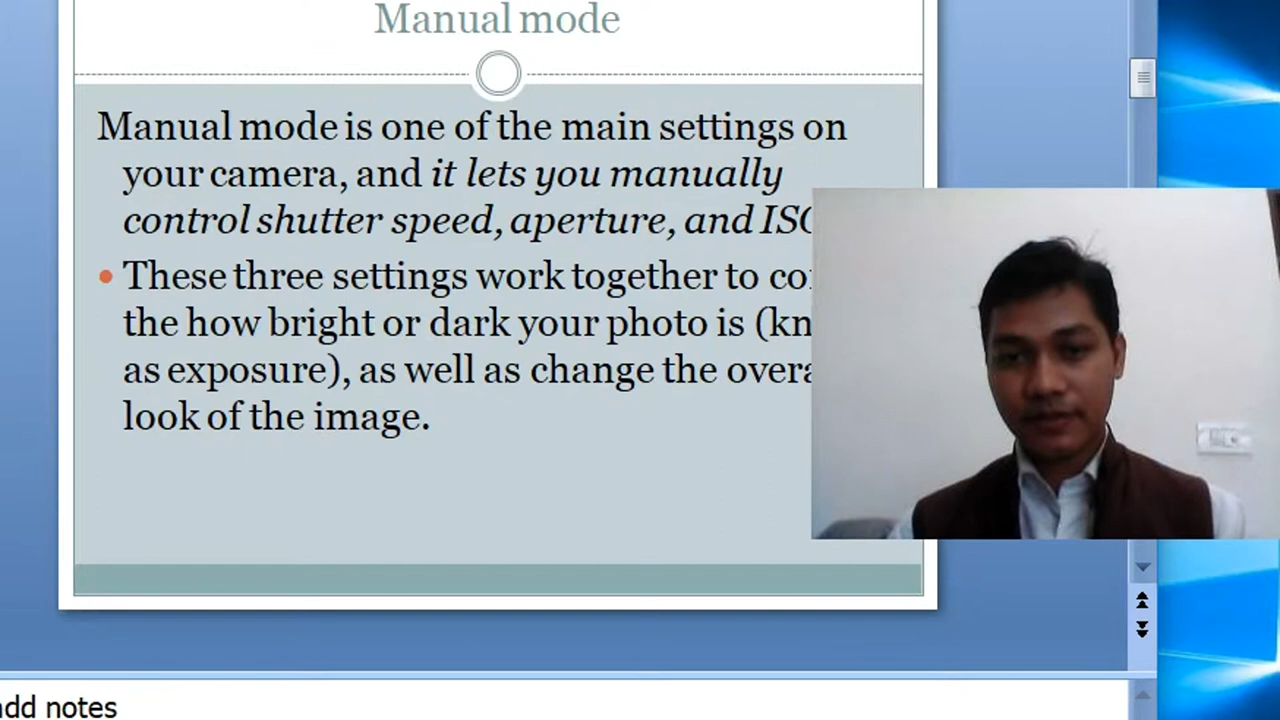 Manual mode
Manual mode is one of the main settings on
your camera, and it lets you manually
control shutter speed, aperture, and
These three settings work together to
the how bright or dark your photo is
as exposure), as well as change the
look of the image.
add notes